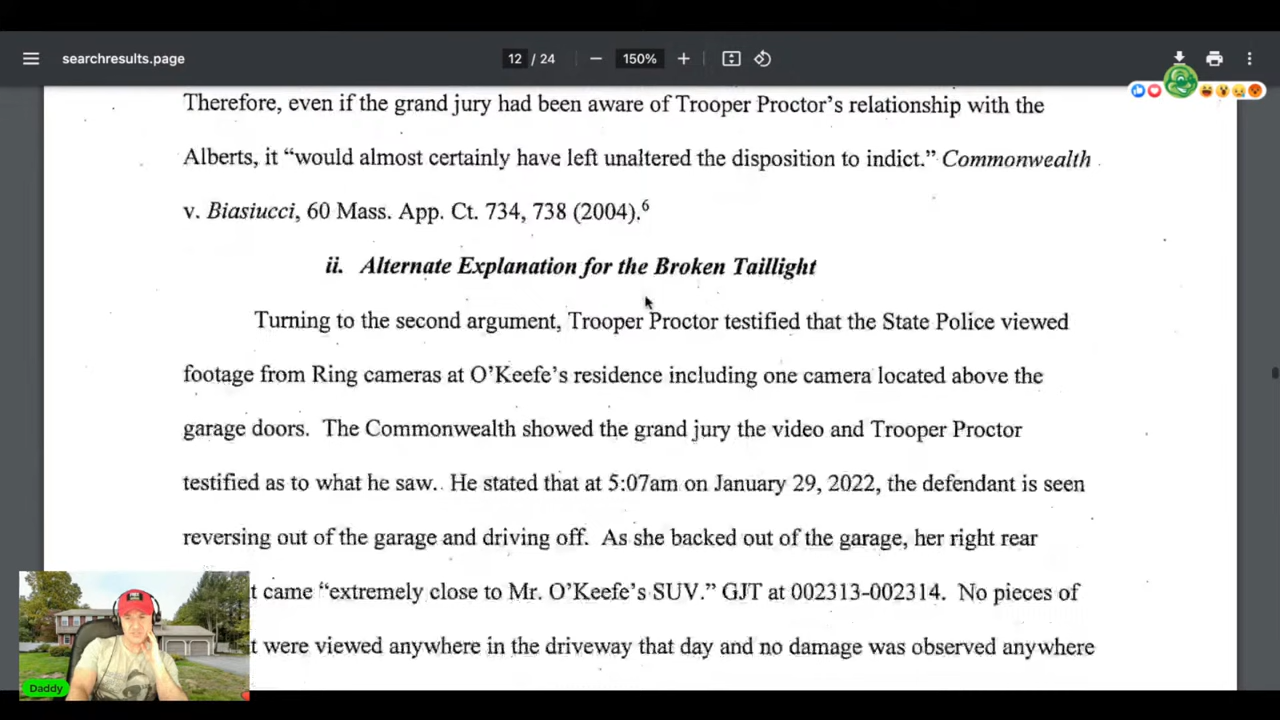 searchresults.page
12 / 24
150%
Therefore, even if the grand jury had been aware of Trooper Proctor's relationship with the
Alberts, it “would almost certainly have left unaltered the disposition to indict.” Commonwealth
v. Biasiucci, 60 Mass. App. Ct. 734, 738 (2004).6
ii. Alternate Explanation for the Broken Taillight
Turning to the second argument, Trooper Proctor testified that the State Police viewed
footage from Ring cameras at O'Keefe's residence including one camera located above the
garage doors. The Commonwealth showed the grand jury the video and Trooper Proctor
testified as to what he saw. He stated that at 5:07am on January 29, 2022, the defendant is seen
reversing out of the garage and driving off. As she backed out of the garage, her right rear
t came “extremely close to Mr. O'Keefe's SUV.” GJT at 002313-002314. No pieces of
t were viewed anywhere in the driveway that day and no damage was observed anywhere
Daddy